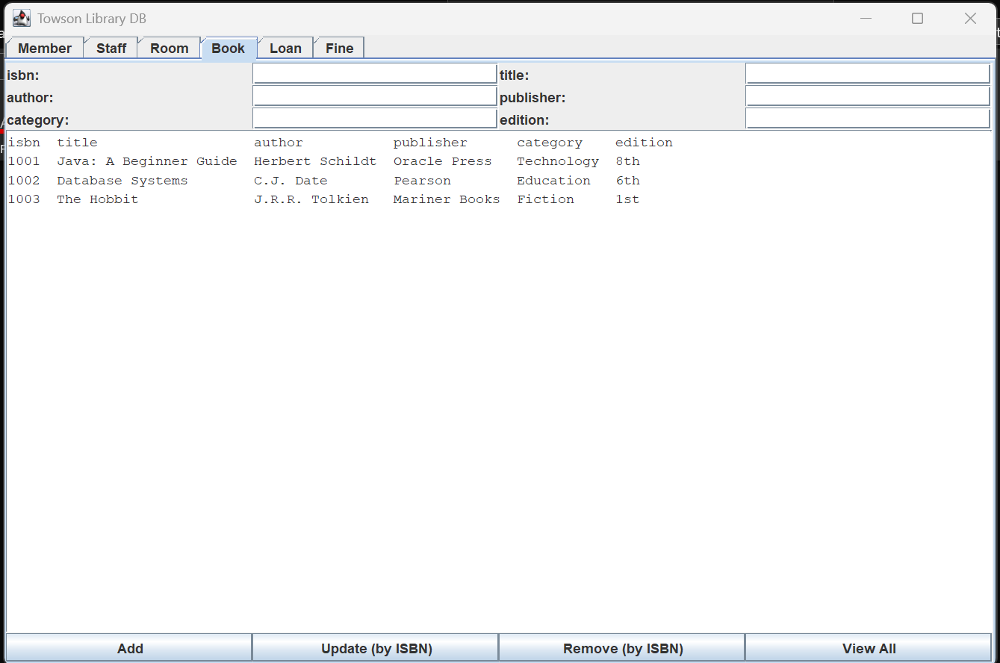 Towson Library DB
Member Staff Room Book Loan Fine
isbn: title:
author: publisher:
category: edition:
isbn title author publisher category edition
1001 Java: A Beginner Guide Herbert Schildt Oracle Press Technology 8th
1002 Database Systems C.J. Date Pearson Education 6th
1003 The Hobbit J.R.R. Tolkien Mariner Books Fiction 1st
Add Update (by ISBN) Remove (by ISBN) View All